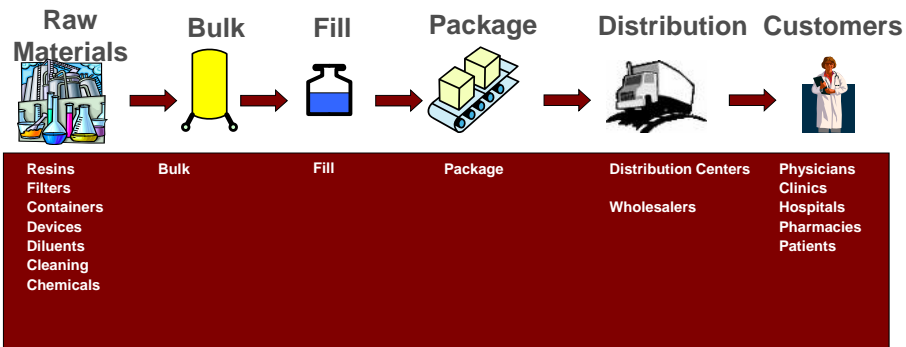 Raw
Materials
Bulk
Fill
Package
Distribution
Customers
Resins
Filters
Containers
Devices
Diluents
Cleaning
Chemicals
Bulk
Fill
Package
Distribution Centers
Wholesalers
Physicians
Clinics
Hospitals
Pharmacies
Patients